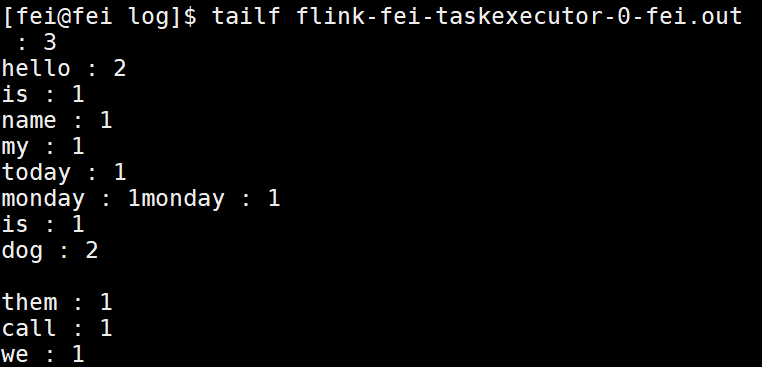 [fei@fei log]$ tailf flink-fei-taskexecutor-0-fei.out
 : 3
hello : 2
is : 1
name : 1
my : 1
today : 1
monday : 1monday : 1
is : 1
dog : 2

them : 1
call : 1
we : 1